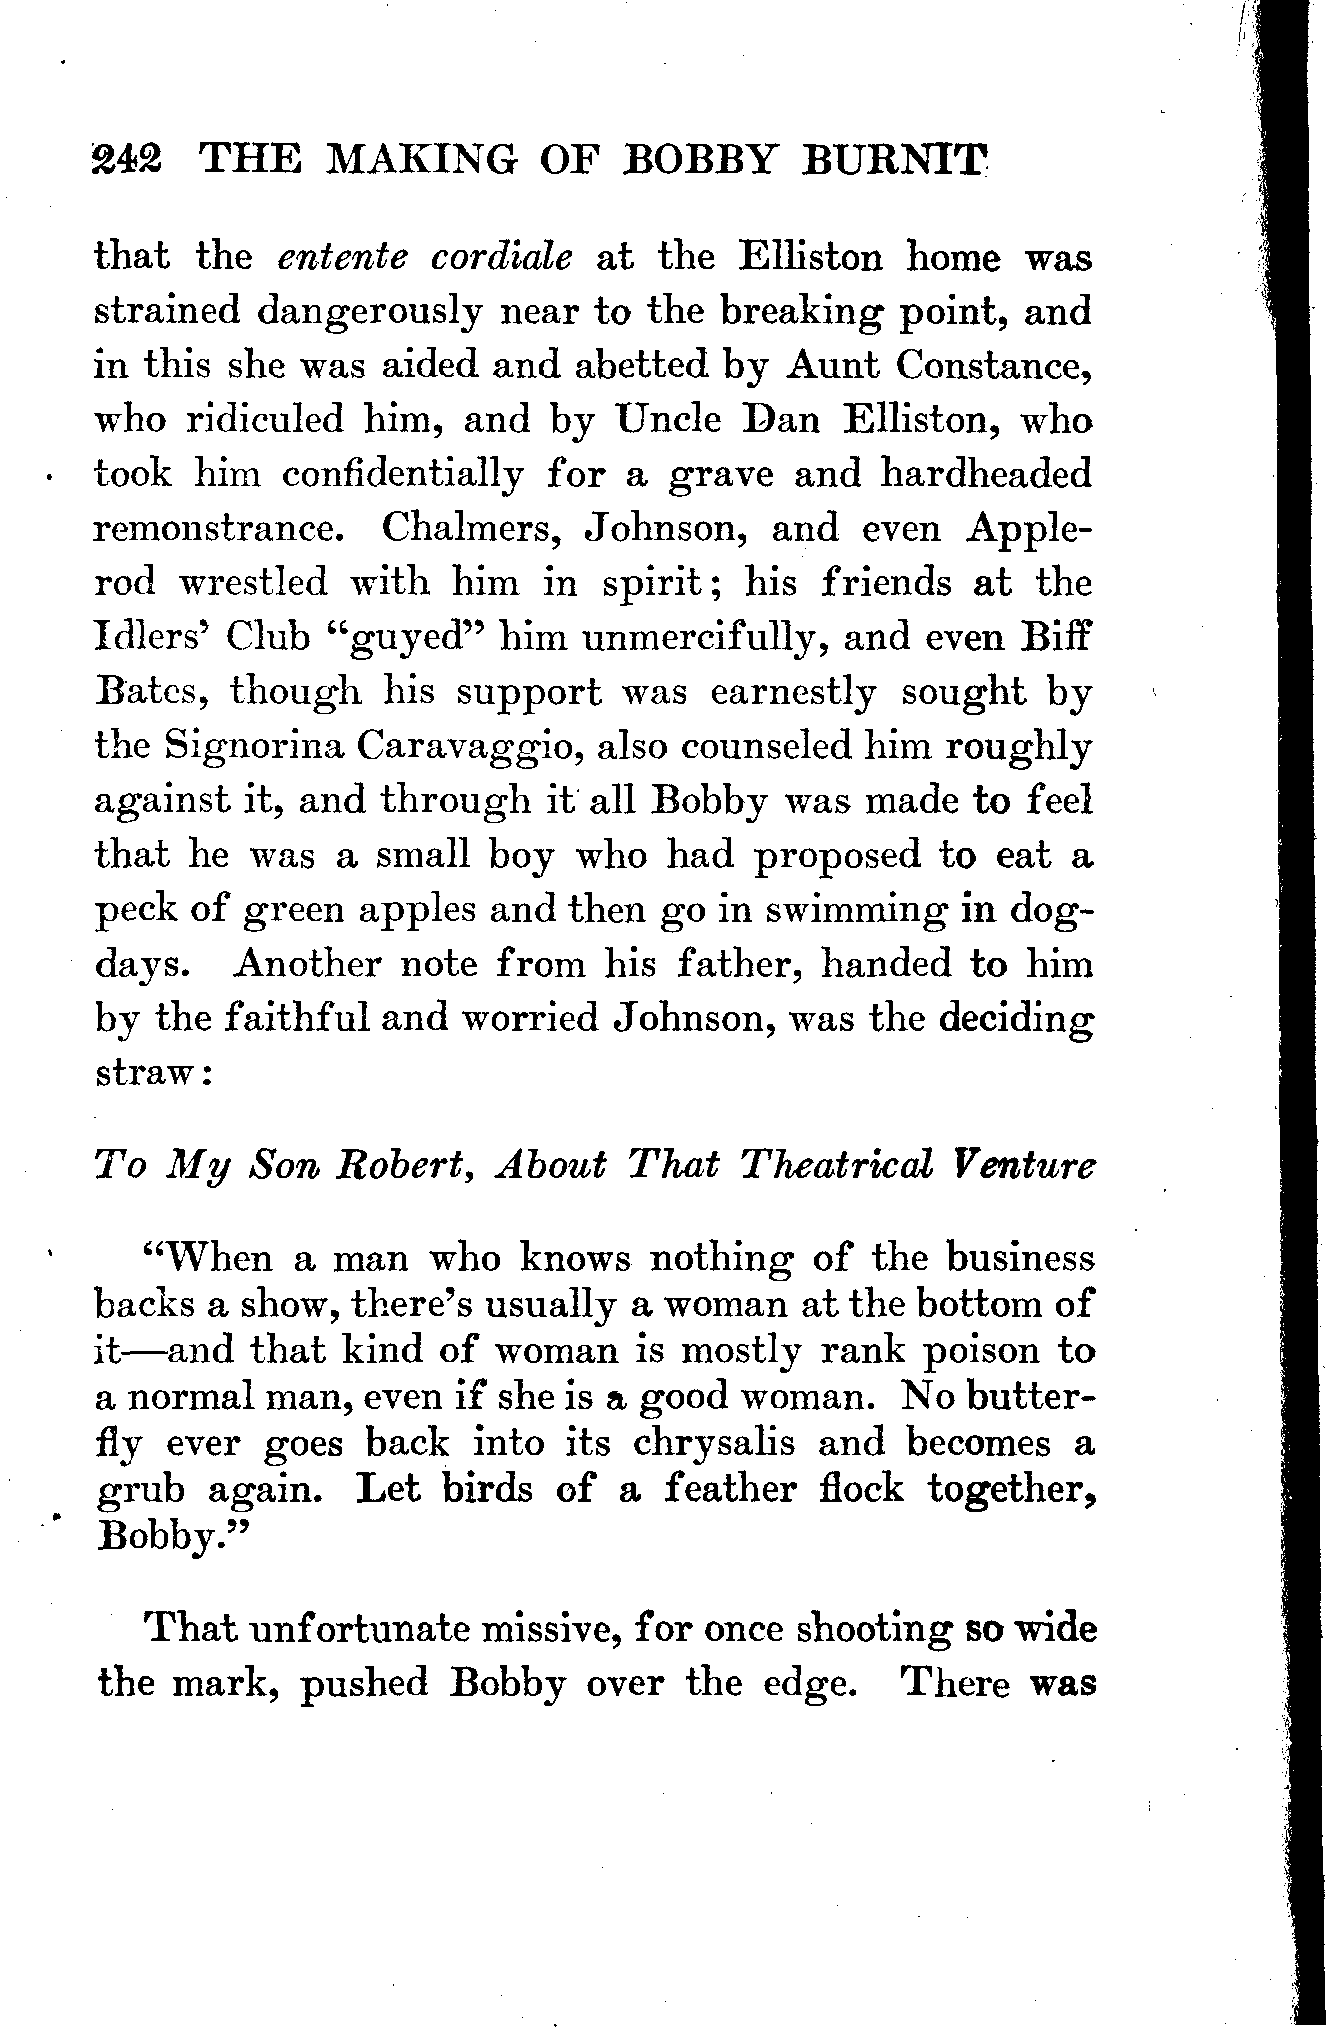 242 THE MAKING OF BOBBY BURNIT
that the entente cordiale at the Elliston home was
strained dangerously near to the breaking point, and
in this she was aided and abetted by Aunt Constance,
who ridiculed him, and by Uncle Dan Elliston, who
took him confidentially for a grave and hardheaded
remonstrance. Chalmers, Johnson, and even Apple-
rod wrestled with him in spirit; his friends at the
Idlers’ Club “guyed” him unmercifully, and even Biff
Bates, though his support was earnestly sought by
the Signorina Caravaggio, also counseled him roughly
against it, and through it all Bobby was made to feel
that he was a small boy who had proposed to eat a
peck of green apples and then go in swimming in dog-
days. Another note from his father, handed to him
by the faithful and worried Johnson, was the deciding
straw:
To My Son Robert, About That Theatrical Venture
“When a man who knows nothing of the business
backs a show, there’s usually a woman at the bottom of
it—and that kind of woman is mostly rank poison to
a normal man, even if she is a good woman. No butter-
fly ever goes back into its chrysalis and becomes a
grub again. Let birds of a feather flock together,
Bobby.”
That unfortunate missive, for once shooting so wide
the mark, pushed Bobby over the edge. There was